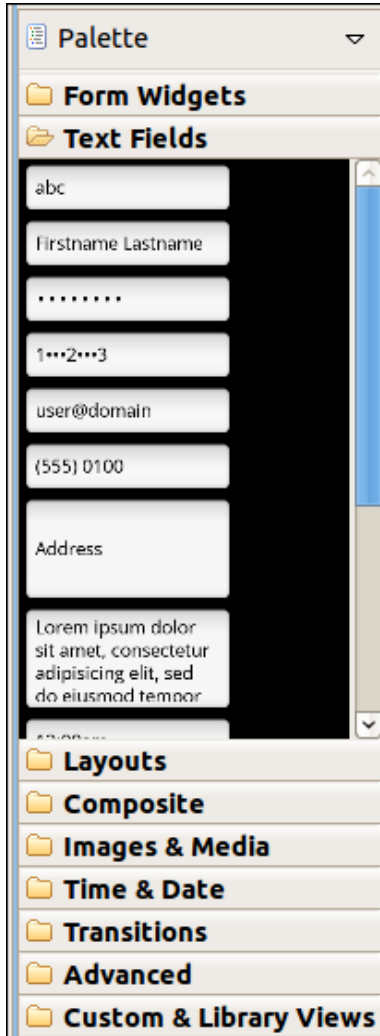 Palette
Form Widgets
Text Fields
abc
Firstname Lastname
••••••••
1•••2•••3
user@domain
(555) 0100
Address
Lorem ipsum dolor
sit amet, consectetur
adipisicing elit, sed
do eiusmod tempor
12:00am
Layouts
Composite
Images & Media
Time & Date
Transitions
Advanced
Custom & Library Views